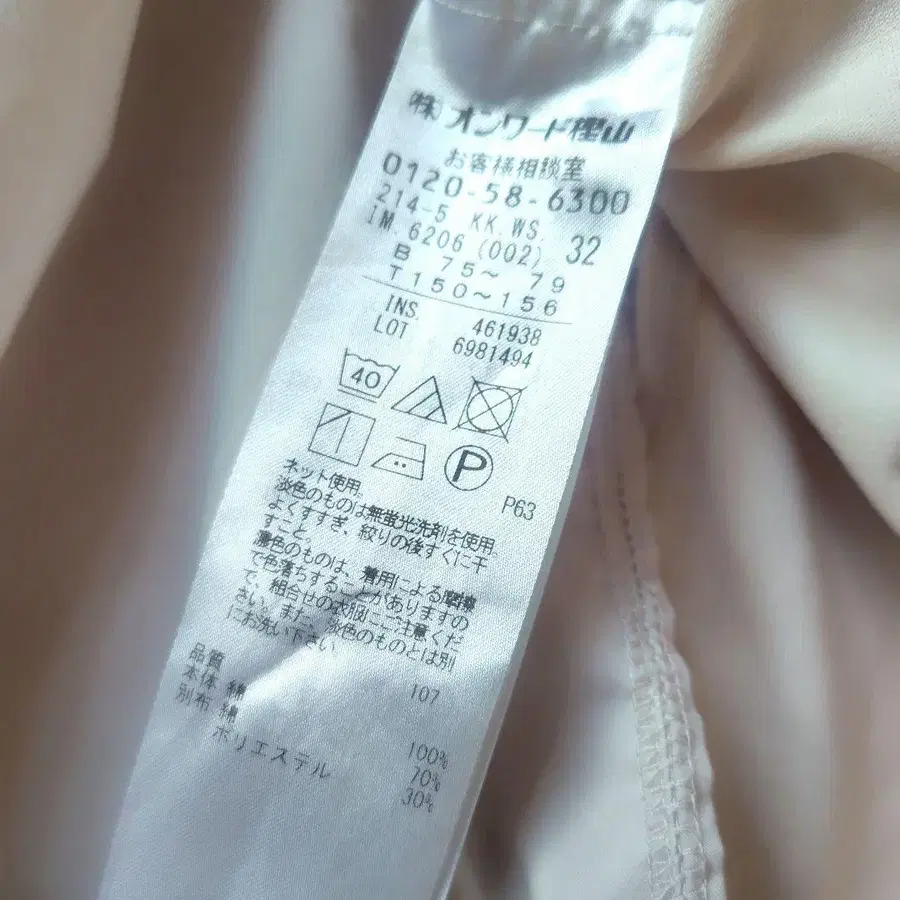 ㈱オンワード樫山
お客様相談室
0120-58-6300
214-5 KK.WS.
IM.6206 (002) 32
B 75～ 79
T 150～156
INS. 461938
LOT 6981494
40
P
P63
ネット使用。
淡色のものは無蛍光洗剤を使用。
よくすすぎ、絞りの後すぐに干
すこと。
濃色のものは、着用による摩擦
で色落ちすることがありますの
で、組合せの衣服にご注意くだ
さい。また、淡色のものとは別
にお洗い下さい
107
品質
本体 綿 100%
別布 綿 70%
ポリエステル 30%